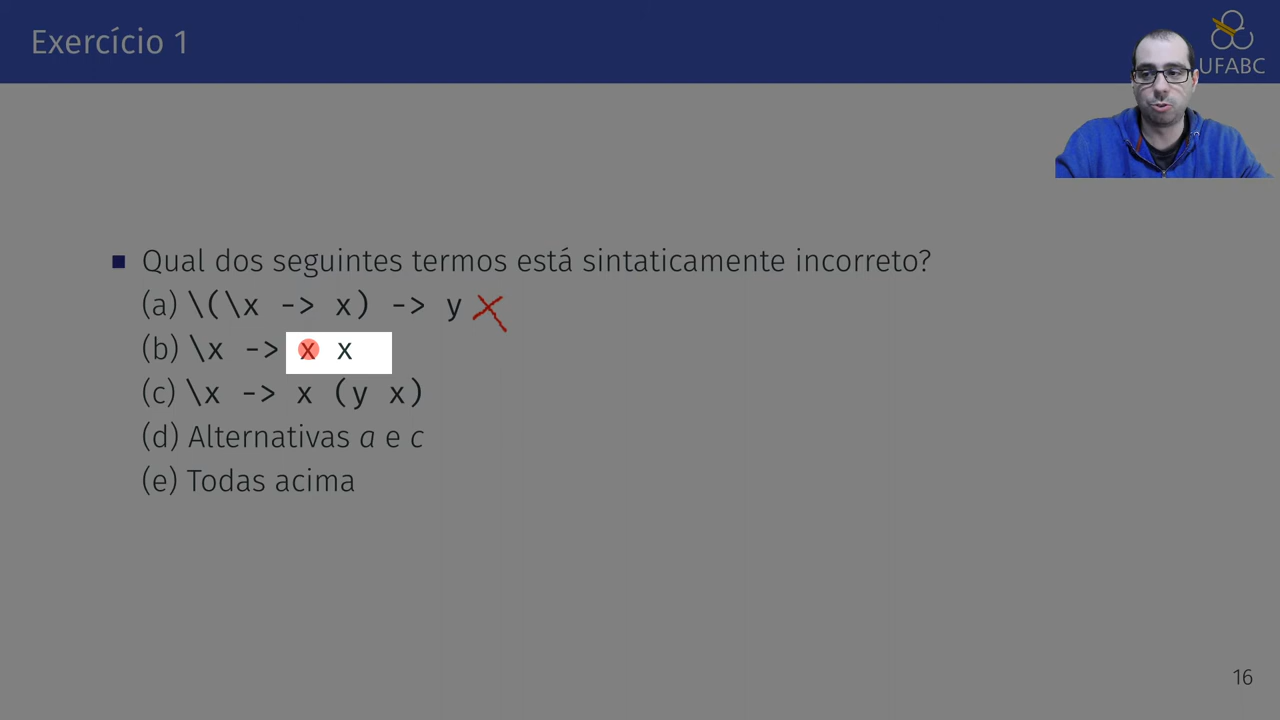 Exercício 1
UFABC
■ Qual dos seguintes termos está sintaticamente incorreto?
(a) \(\x -> x) -> y
(b) \x -> x x
(c) \x -> x (y x)
(d) Alternativas a e c
(e) Todas acima
16